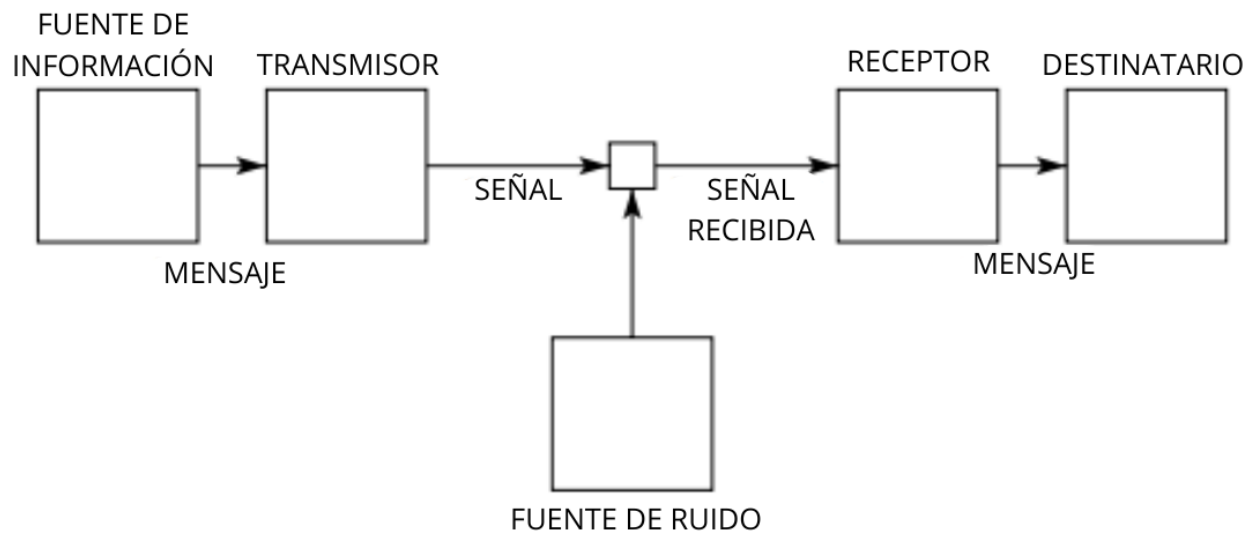 FUENTE DE
INFORMACIÓN
TRANSMISOR
RECEPTOR
DESTINATARIO
SEÑAL
SEÑAL
RECIBIDA
MENSAJE
MENSAJE
FUENTE DE RUIDO